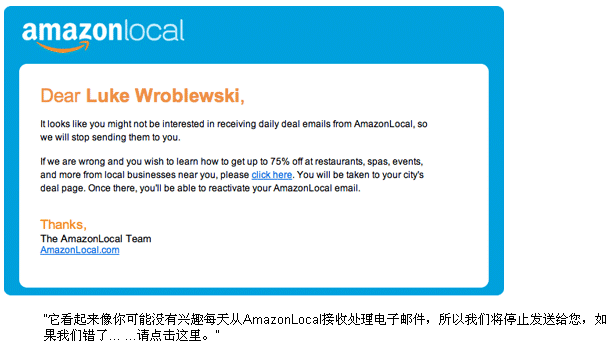 amazonlocal
Dear Luke Wroblewski,
It looks like you might not be interested in receiving daily deal emails from AmazonLocal, so
we will stop sending them to you.
If we are wrong and you wish to learn how to get up to 75% off at restaurants, spas, events,
and more from local businesses near you, please click here. You will be taken to your city's
deal page. Once there, you'll be able to reactivate your AmazonLocal email.
Thanks,
The AmazonLocal Team
AmazonLocal.com
"它看起来像你可能没有兴趣每天从AmazonLocal接收处理电子邮件，所以我们将停止发送给您，如
果我们错了... ...请点击这里。"